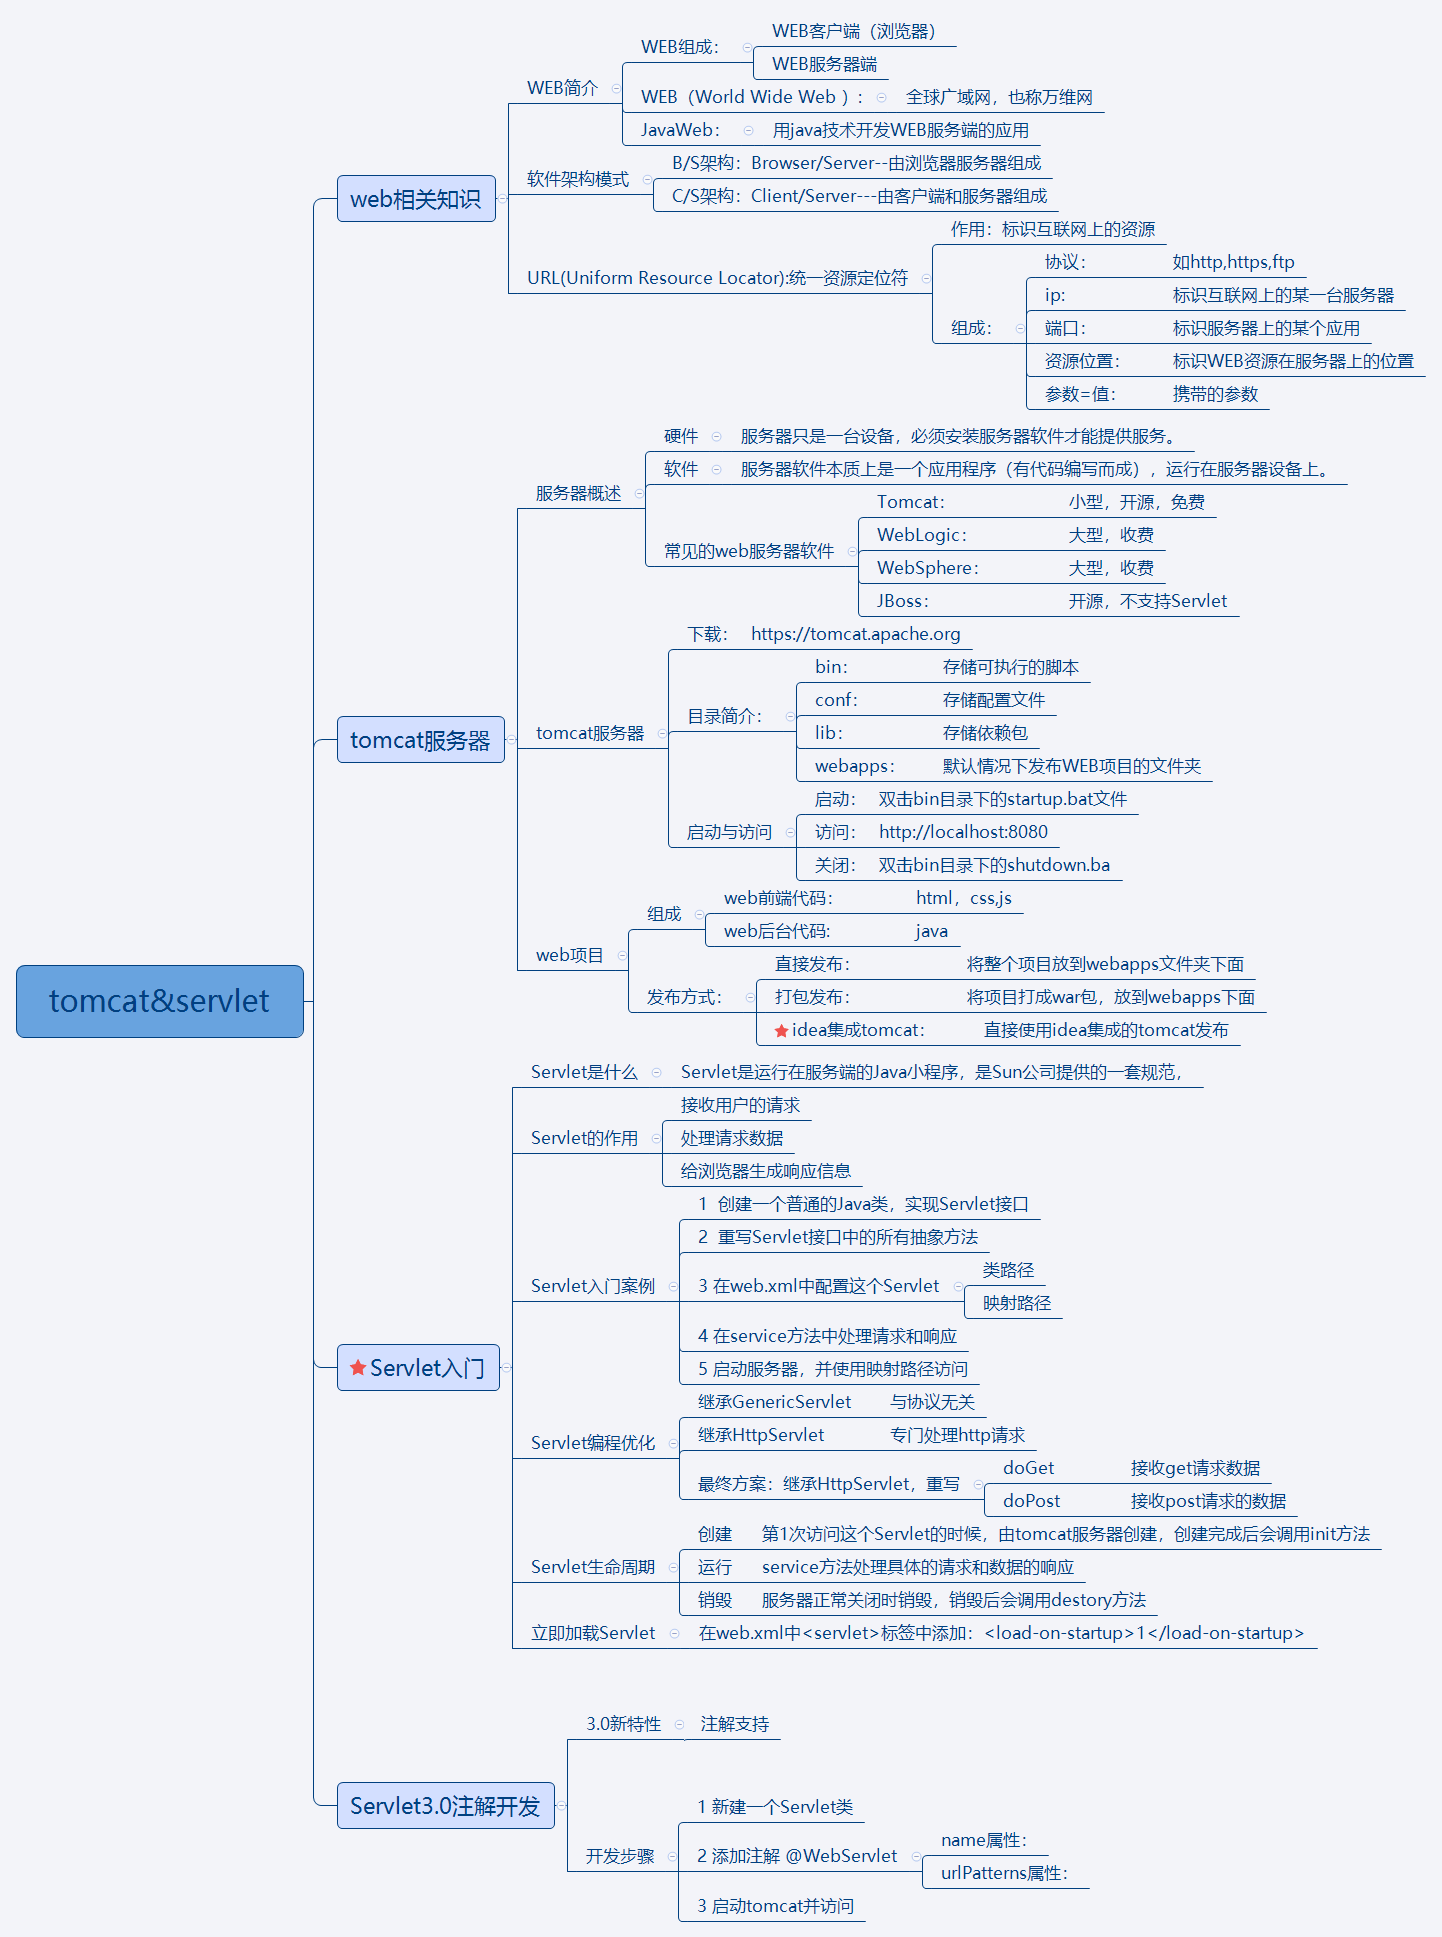 tomcat&servlet
web相关知识
WEB简介
WEB组成：
WEB客户端（浏览器）
WEB服务器端
WEB（World Wide Web ）： 全球广域网，也称万维网
JavaWeb： 用java技术开发WEB服务端的应用
软件架构模式
B/S架构：Browser/Server--由浏览器服务器组成
C/S架构：Client/Server---由客户端和服务器组成
URL(Uniform Resource Locator):统一资源定位符
作用：标识互联网上的资源
组成：
协议： 如http,https,ftp
ip: 标识互联网上的某一台服务器
端口： 标识服务器上的某个应用
资源位置： 标识WEB资源在服务器上的位置
参数=值： 携带的参数
tomcat服务器
服务器概述
硬件 服务器只是一台设备，必须安装服务器软件才能提供服务。
软件 服务器软件本质上是一个应用程序（有代码编写而成），运行在服务器设备上。
常见的web服务器软件
Tomcat： 小型，开源，免费
WebLogic： 大型，收费
WebSphere： 大型，收费
JBoss： 开源，不支持Servlet
tomcat服务器
下载： https://tomcat.apache.org
目录简介：
bin： 存储可执行的脚本
conf： 存储配置文件
lib： 存储依赖包
webapps： 默认情况下发布WEB项目的文件夹
启动与访问
启动： 双击bin目录下的startup.bat文件
访问： http://localhost:8080
关闭： 双击bin目录下的shutdown.ba
web项目
组成
web前端代码： html，css,js
web后台代码: java
发布方式：
直接发布： 将整个项目放到webapps文件夹下面
打包发布： 将项目打成war包，放到webapps下面
idea集成tomcat： 直接使用idea集成的tomcat发布
Servlet入门
Servlet是什么 Servlet是运行在服务端的Java小程序，是Sun公司提供的一套规范，
Servlet的作用
接收用户的请求
处理请求数据
给浏览器生成响应信息
Servlet入门案例
1 创建一个普通的Java类，实现Servlet接口
2 重写Servlet接口中的所有抽象方法
3 在web.xml中配置这个Servlet
类路径
映射路径
4 在service方法中处理请求和响应
5 启动服务器，并使用映射路径访问
Servlet编程优化
继承GenericServlet 与协议无关
继承HttpServlet 专门处理http请求
最终方案：继承HttpServlet，重写
doGet 接收get请求数据
doPost 接收post请求的数据
Servlet生命周期
创建 第1次访问这个Servlet的时候，由tomcat服务器创建，创建完成后会调用init方法
运行 service方法处理具体的请求和数据的响应
销毁 服务器正常关闭时销毁，销毁后会调用destory方法
立即加载Servlet 在web.xml中<servlet>标签中添加：<load-on-startup>1</load-on-startup>
Servlet3.0注解开发
3.0新特性 注解支持
开发步骤
1 新建一个Servlet类
2 添加注解 @WebServlet
name属性：
urlPatterns属性：
3 启动tomcat并访问